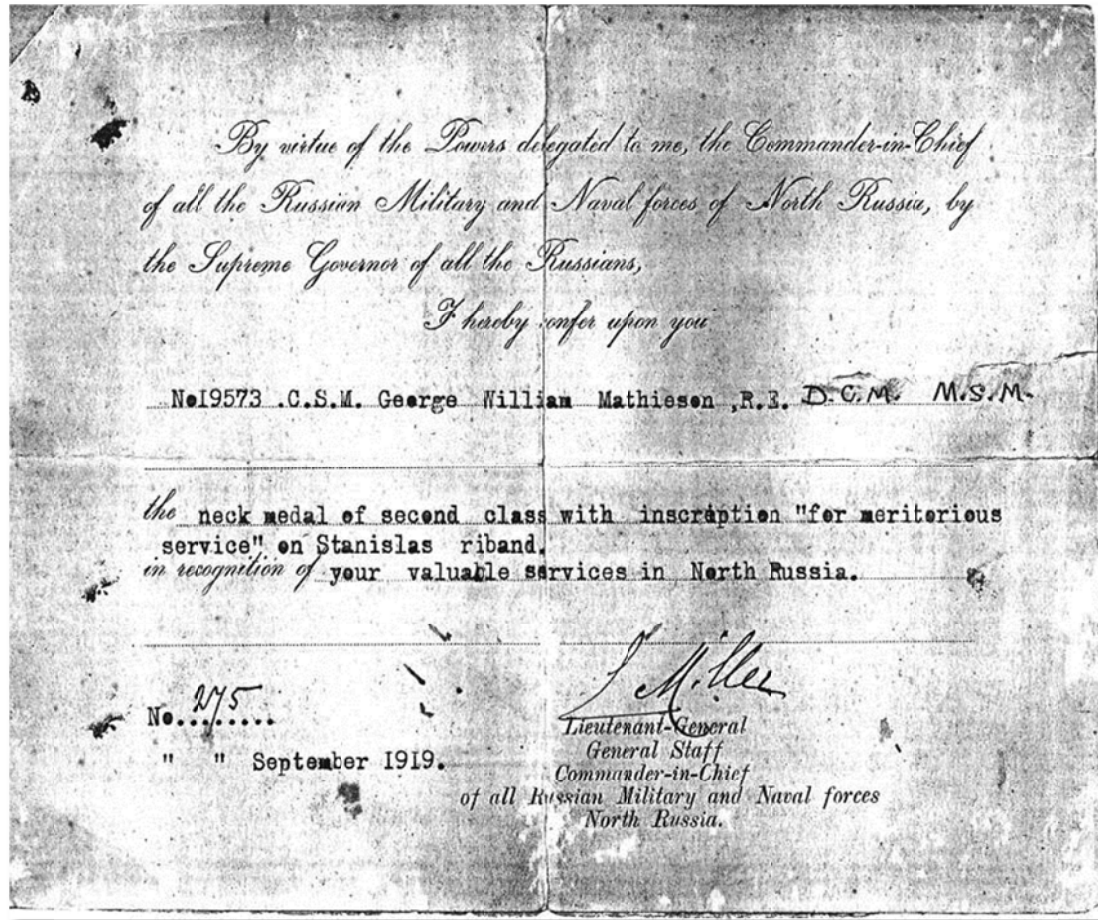 By virtue of the Powers delegated to me, the Commander-in-Chief
of all the Russian Military and Naval forces of North Russia, by
the Supreme Governor of all the Russians,
I hereby confer upon you
No19573 .C.S.M. George William Mathieson ,R.E. D.C.M. M.S.M.
the neck medal of second class with inscription "for meritorious
service" on Stanislas riband.
in recognition of your valuable services in North Russia.
Miller
No. 275
" " September 1919.
Lieutenant-General
General Staff
Commander-in-Chief
of all Russian Military and Naval forces
North Russia.